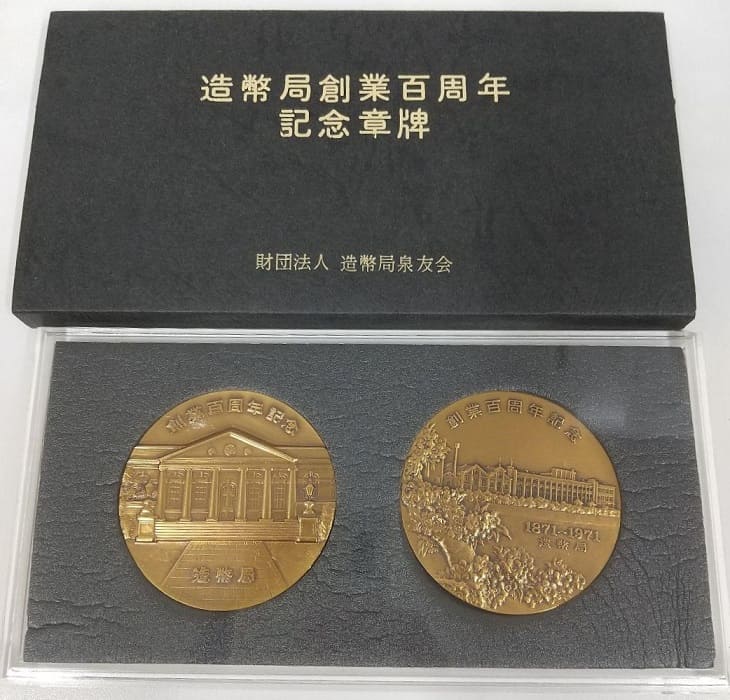 造幣局創業百周年
記念章牌
財団法人 造幣局泉友会
創業百周年記念
造幣局
創業百周年記念
1871~1971
造幣局